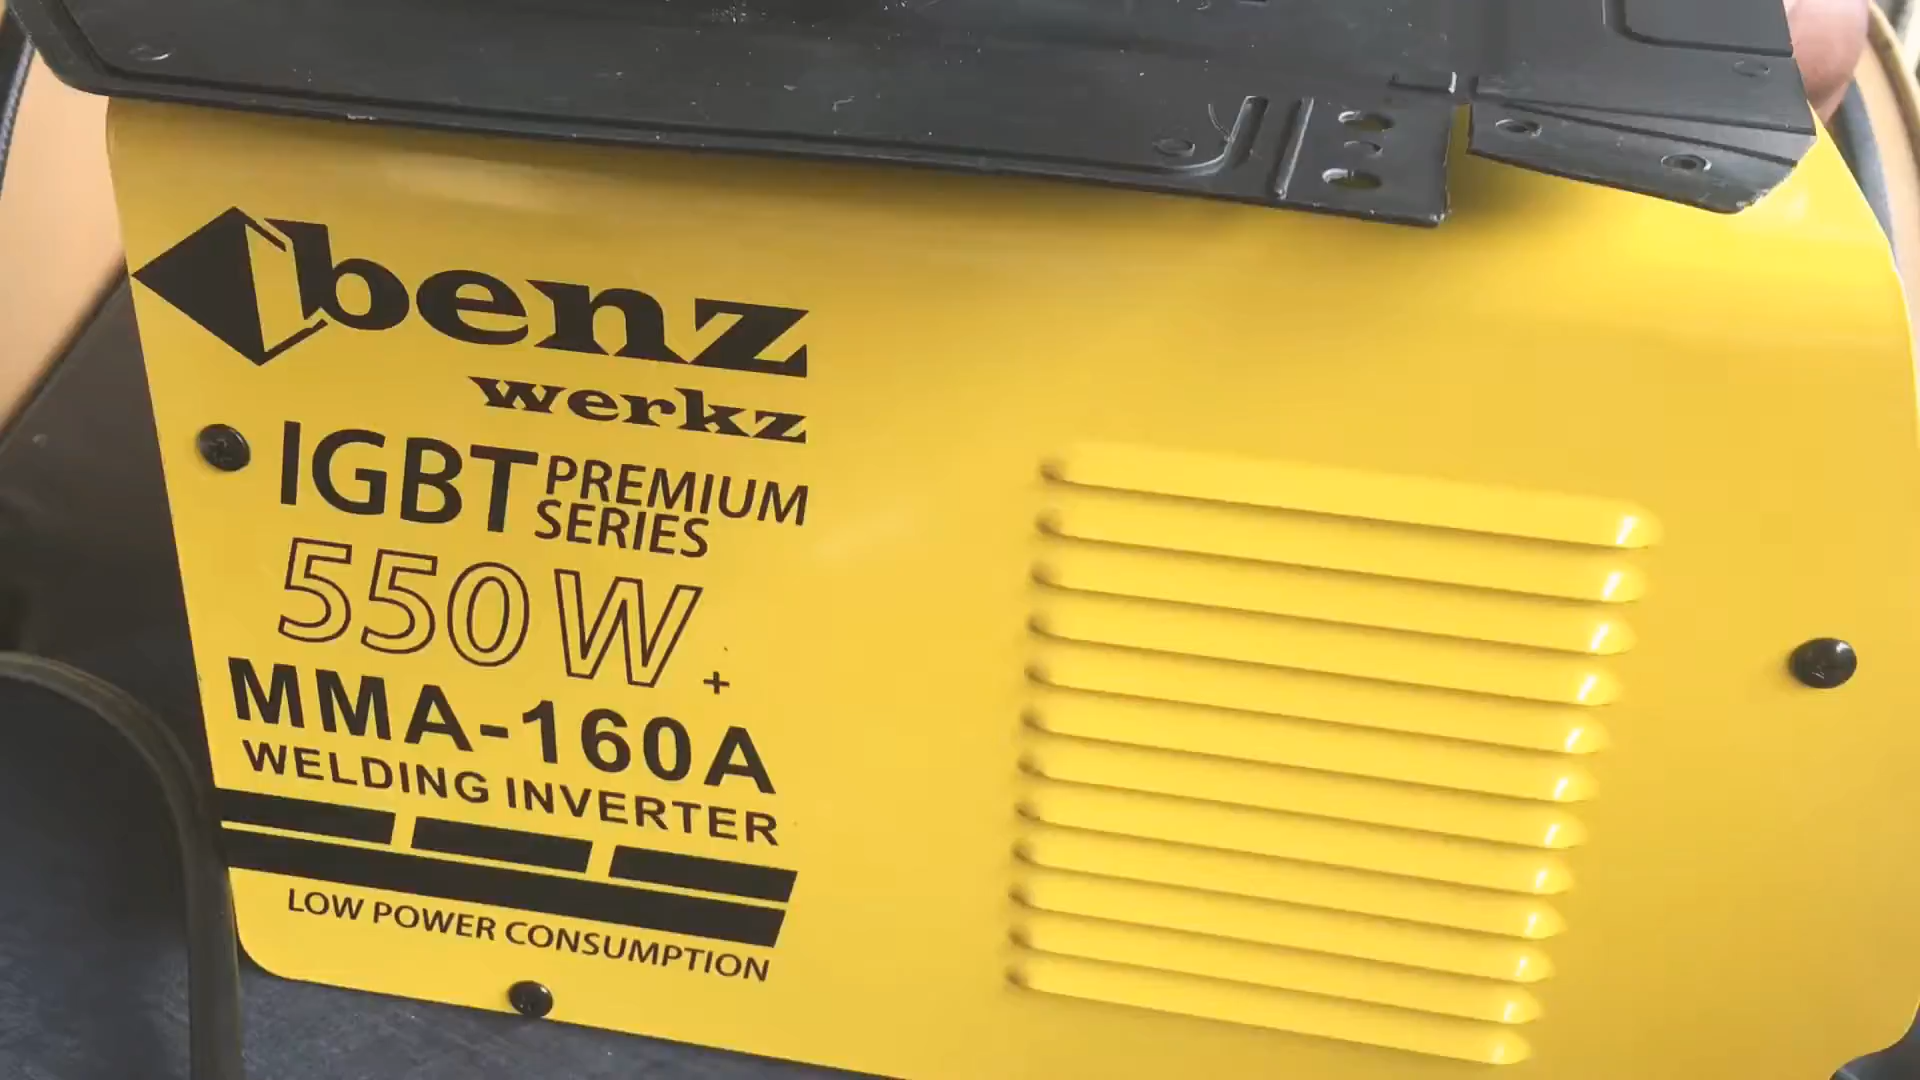 benz
werkz
IGBT PREMIUM
SERIES
550W+
MMA-160A
WELDING INVERTER
LOW POWER CONSUMPTION